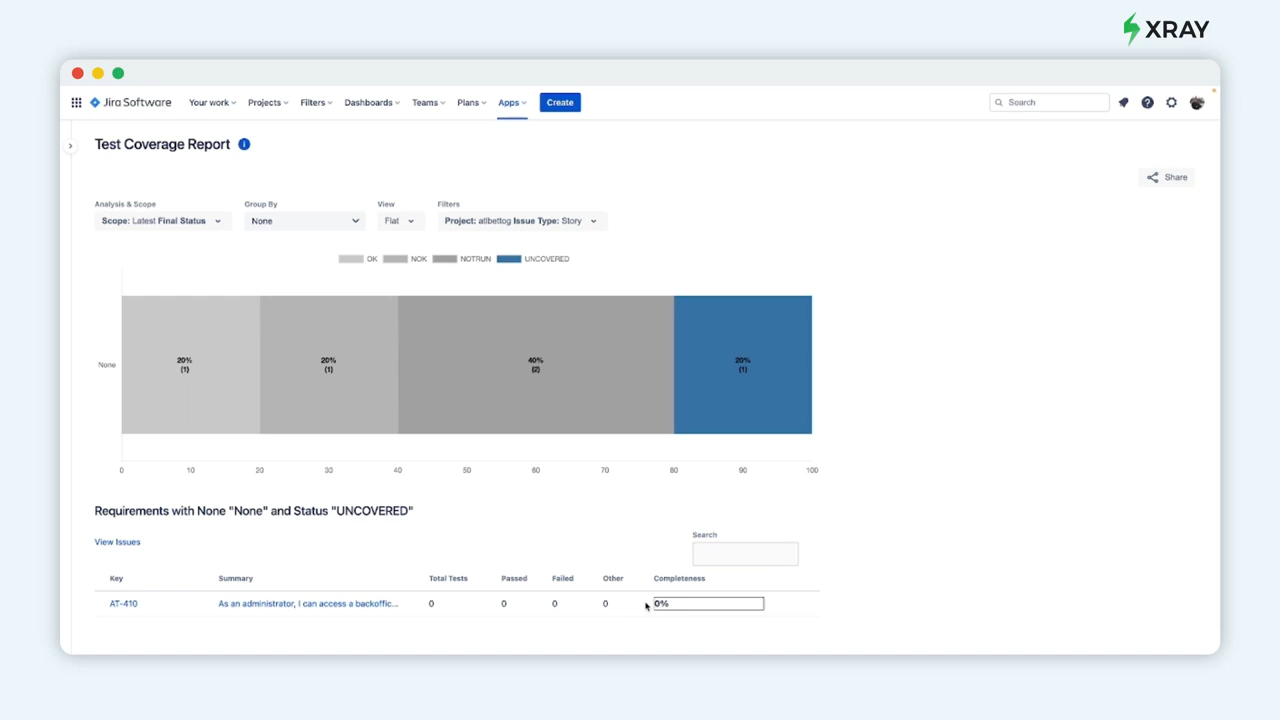 XRAY
Jira Software Your work Projects Filters Dashboards Teams Plans Apps Create Search
Test Coverage Report
Share
Analysis & Scope Group By View Filters
Scope: Latest Final Status None Flat Project: atlbettog Issue Type: Story
OK NOK NOTRUN UNCOVERED
None
20% 20% 40% 20%
(1) (1) (2) (1)
0 10 20 30 40 50 60 70 80 90 100
Requirements with None "None" and Status "UNCOVERED"
Search
View Issues
Key Summary Total Tests Passed Failed Other Completeness
AT-410 As an administrator, I can access a backoffic... 0 0 0 0 0%